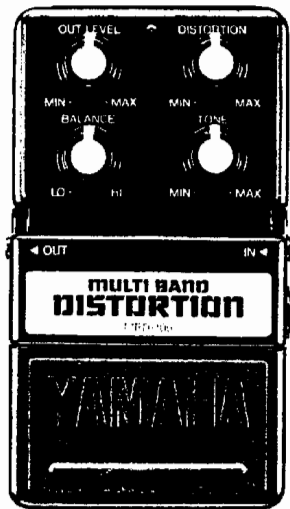 OUT LEVEL DISTORTION
MIN MAX MIN MAX
BALANCE TONE
LO HI MIN MAX
◄ OUT IN ◄
MULTI BAND
DISTORTION
YAMAHA